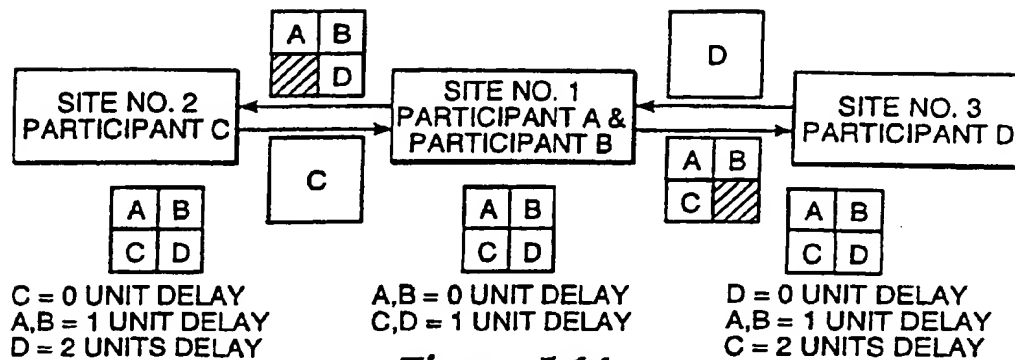 A B
D
D
SITE NO. 2
PARTICIPANT C
SITE NO. 1
PARTICIPANT A &
PARTICIPANT B
SITE NO. 3
PARTICIPANT D
C
A B
C
A B
C D
A B
C D
A B
C D
C = 0 UNIT DELAY
A,B = 1 UNIT DELAY
D = 2 UNITS DELAY
A,B = 0 UNIT DELAY
C,D = 1 UNIT DELAY
D = 0 UNIT DELAY
A,B = 1 UNIT DELAY
C = 2 UNITS DELAY